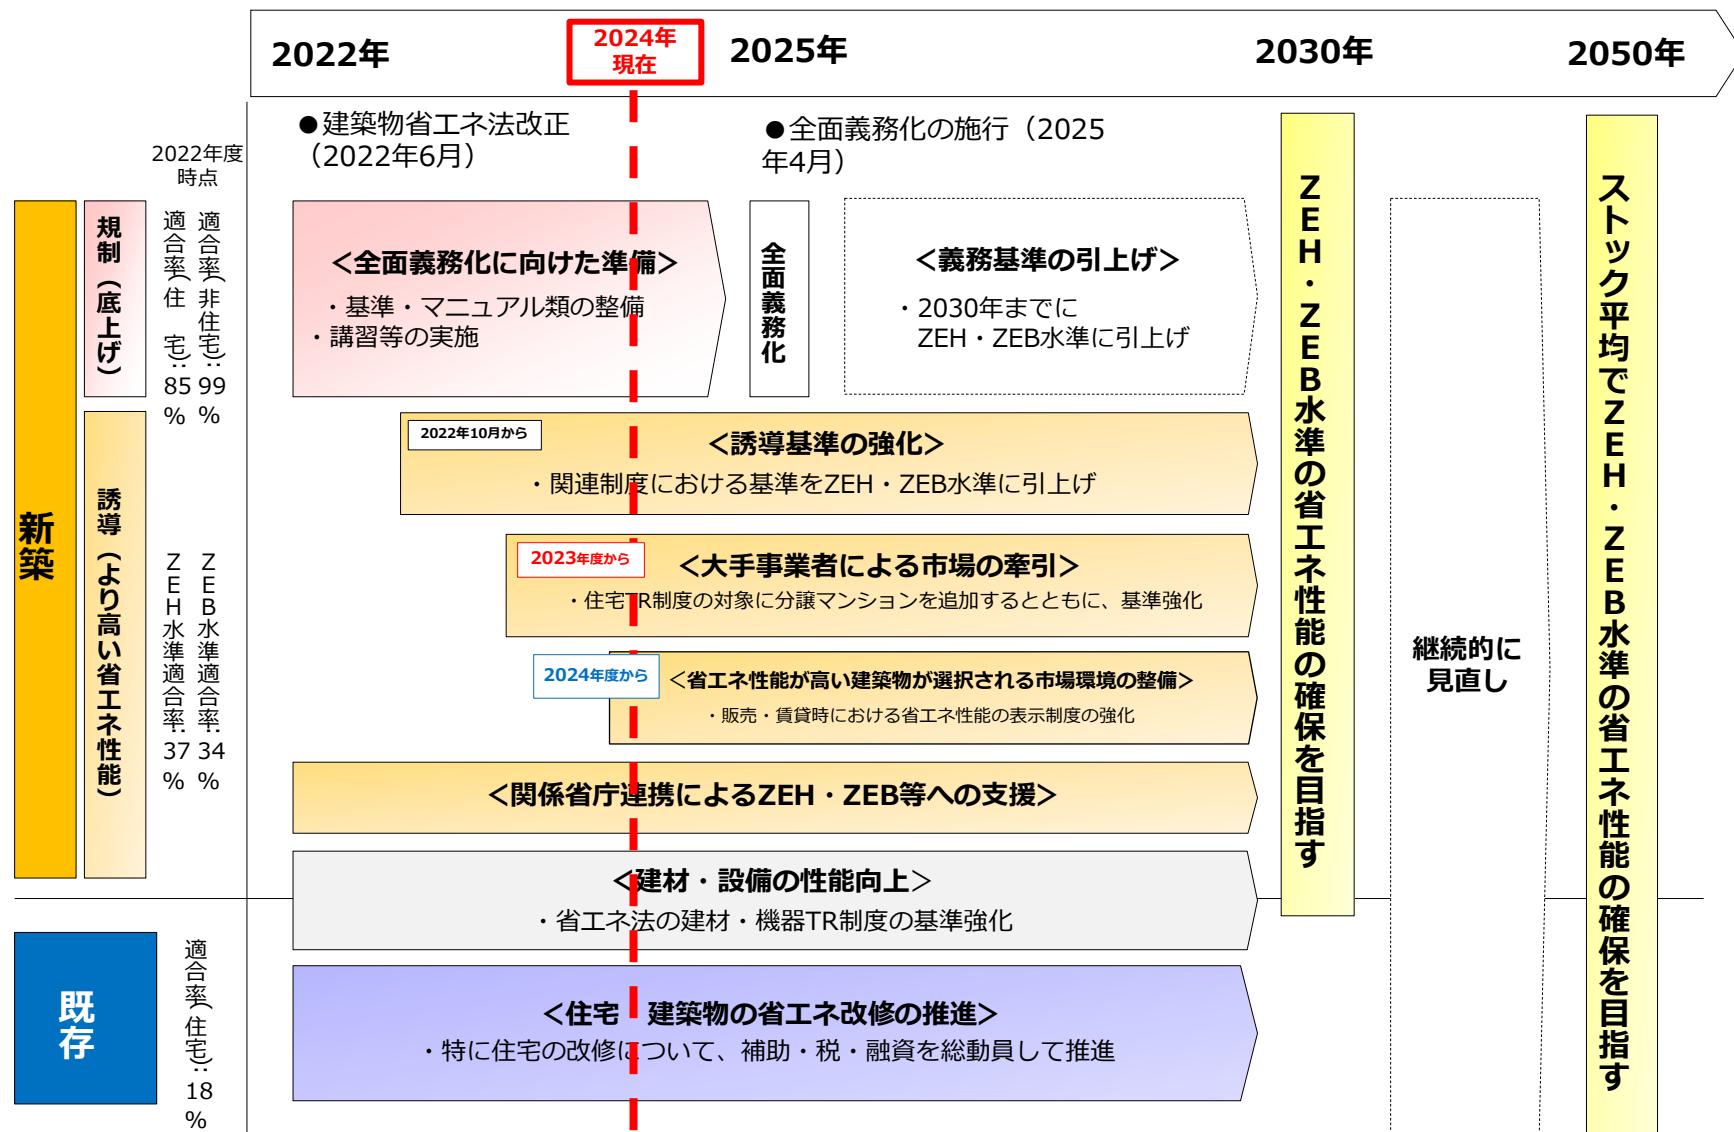 2022年
2024年
現在
2025年
2030年
2050年
●建築物省エネ法改正
（2022年6月）
●全面義務化の施行（2025
年4月）
2022年度
時点
新築
規制（底上げ）
適合率（住　宅）：85%
適合率（非住宅）：99%
＜全面義務化に向けた準備＞
・基準・マニュアル類の整備
・講習等の実施
全面義務化
＜義務基準の引上げ＞
・2030年までに
ZEH・ZEB水準に引上げ
誘導（より高い省エネ性能）
ZEH水準適合率：37%
ZEB水準適合率：34%
2022年10月から
＜誘導基準の強化＞
・関連制度における基準をZEH・ZEB水準に引上げ
2023年度から
＜大手事業者による市場の牽引＞
・住宅TR制度の対象に分譲マンションを追加するとともに、基準強化
2024年度から
＜省エネ性能が高い建築物が選択される市場環境の整備＞
・販売・賃貸時における省エネ性能の表示制度の強化
＜関係省庁連携によるZEH・ZEB等への支援＞
＜建材・設備の性能向上＞
・省エネ法の建材・機器TR制度の基準強化
既存
適合率（住宅）：18%
＜住宅・建築物の省エネ改修の推進＞
・特に住宅の改修について、補助・税・融資を総動員して推進
ZEH・ZEB水準の省エネ性能の確保を目指す
継続的に
見直し
ストック平均でZEH・ZEB水準の省エネ性能の確保を目指す